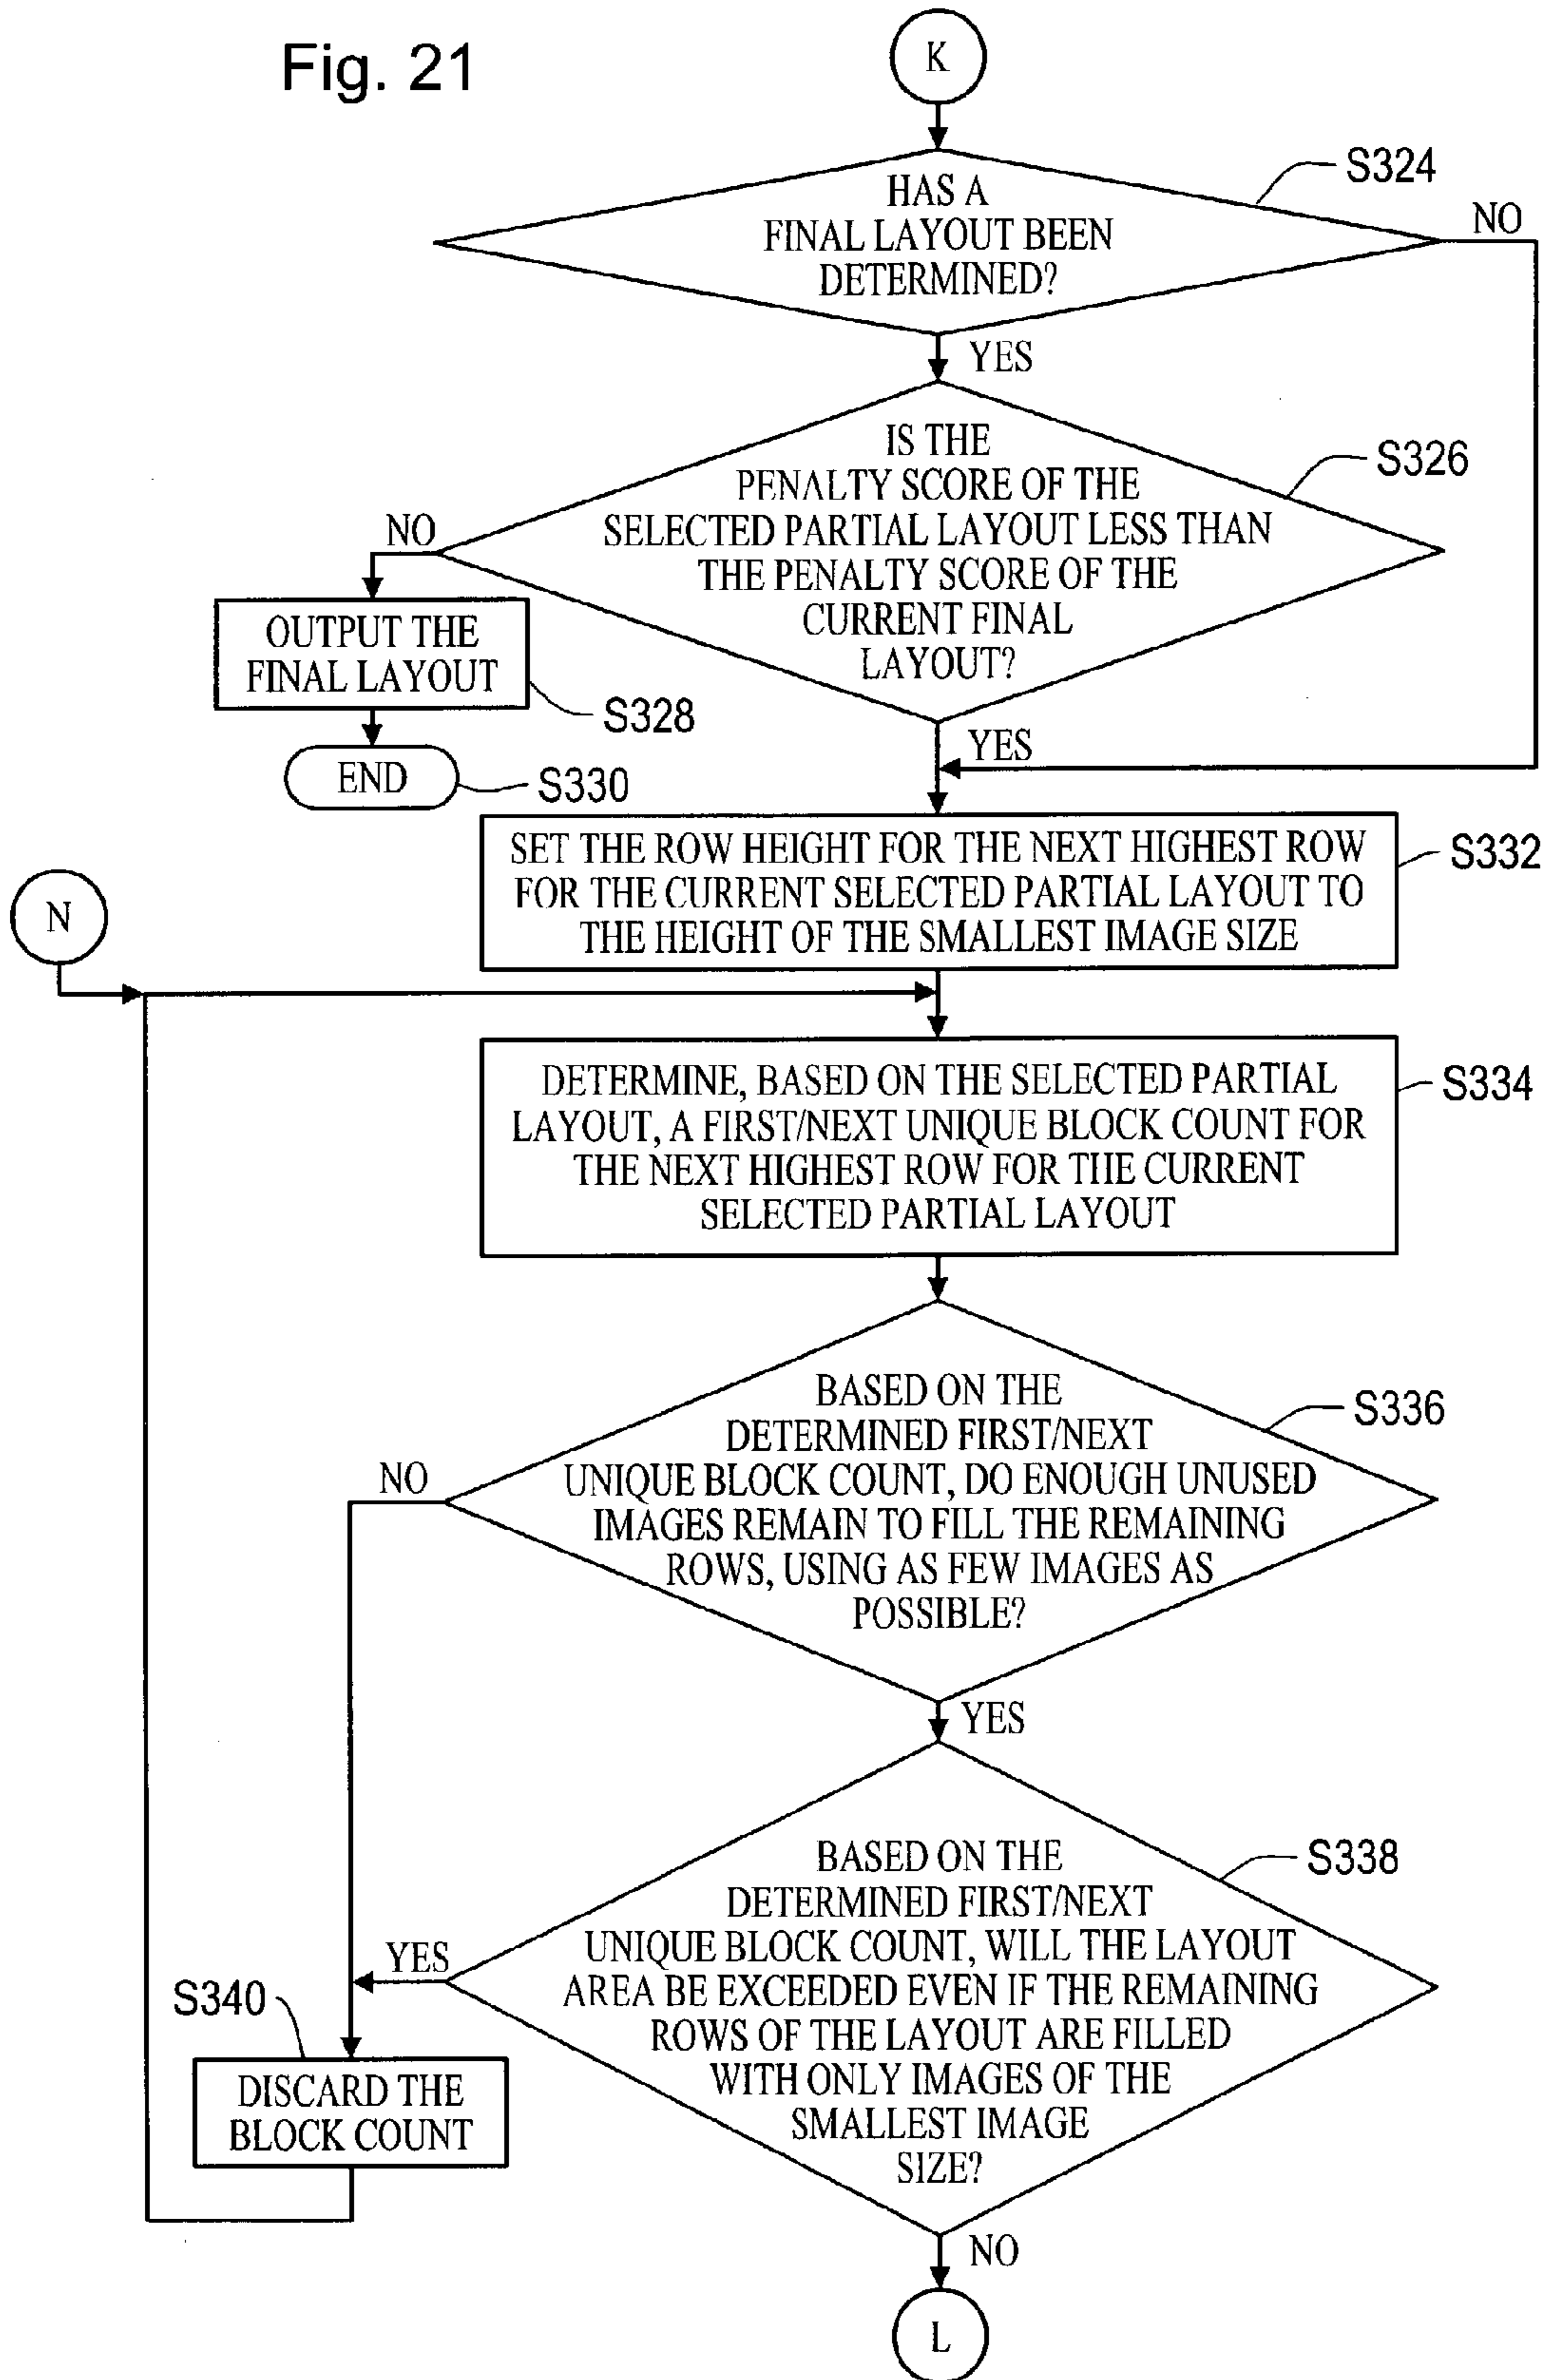 Fig. 21
K
HAS A
FINAL LAYOUT BEEN
DETERMINED?
S324
NO
YES
IS THE
PENALTY SCORE OF THE
SELECTED PARTIAL LAYOUT LESS THAN
THE PENALTY SCORE OF THE
CURRENT FINAL
LAYOUT?
S326
NO
OUTPUT THE
FINAL LAYOUT
S328
END
S330
YES
SET THE ROW HEIGHT FOR THE NEXT HIGHEST ROW
FOR THE CURRENT SELECTED PARTIAL LAYOUT TO
THE HEIGHT OF THE SMALLEST IMAGE SIZE
S332
N
DETERMINE, BASED ON THE SELECTED PARTIAL
LAYOUT, A FIRST/NEXT UNIQUE BLOCK COUNT FOR
THE NEXT HIGHEST ROW FOR THE CURRENT
SELECTED PARTIAL LAYOUT
S334
BASED ON THE
DETERMINED FIRST/NEXT
UNIQUE BLOCK COUNT, DO ENOUGH UNUSED
IMAGES REMAIN TO FILL THE REMAINING
ROWS, USING AS FEW IMAGES AS
POSSIBLE?
S336
NO
YES
BASED ON THE
DETERMINED FIRST/NEXT
UNIQUE BLOCK COUNT, WILL THE LAYOUT
AREA BE EXCEEDED EVEN IF THE REMAINING
ROWS OF THE LAYOUT ARE FILLED
WITH ONLY IMAGES OF THE
SMALLEST IMAGE
SIZE?
S338
YES
S340
DISCARD THE
BLOCK COUNT
NO
L